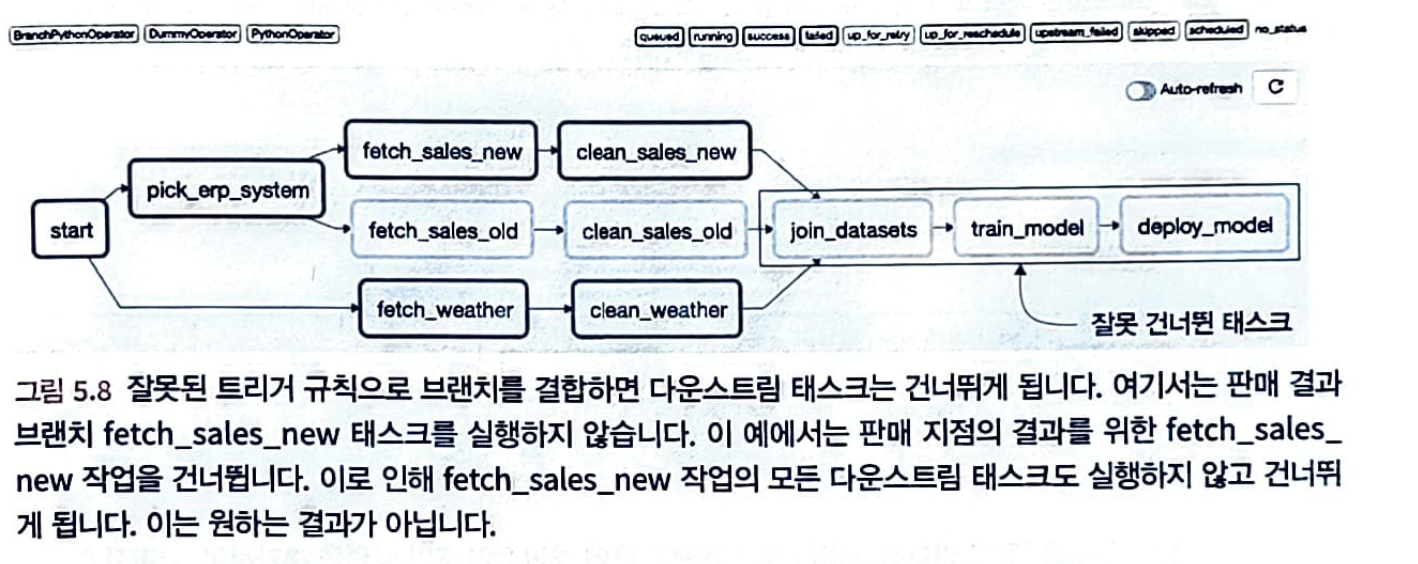 BranchPythonOperator DummyOperator PythonOperator queued running success failed up_for_retry up_for_reschedule upstream_failed skipped scheduled no_status
Auto-refresh
fetch_sales_new clean_sales_new
pick_erp_system
start fetch_sales_old clean_sales_old join_datasets train_model deploy_model
fetch_weather clean_weather
잘못 건너뛴 태스크
그림 5.8 잘못된 트리거 규칙으로 브랜치를 결합하면 다운스트림 태스크는 건너뛰게 됩니다. 여기서는 판매 결과
브랜치 fetch_sales_new 태스크를 실행하지 않습니다. 이 예에서는 판매 지점의 결과를 위한 fetch_sales_
new 작업을 건너뜁니다. 이로 인해 fetch_sales_new 작업의 모든 다운스트림 태스크도 실행하지 않고 건너뛰
게 됩니다. 이는 원하는 결과가 아닙니다.